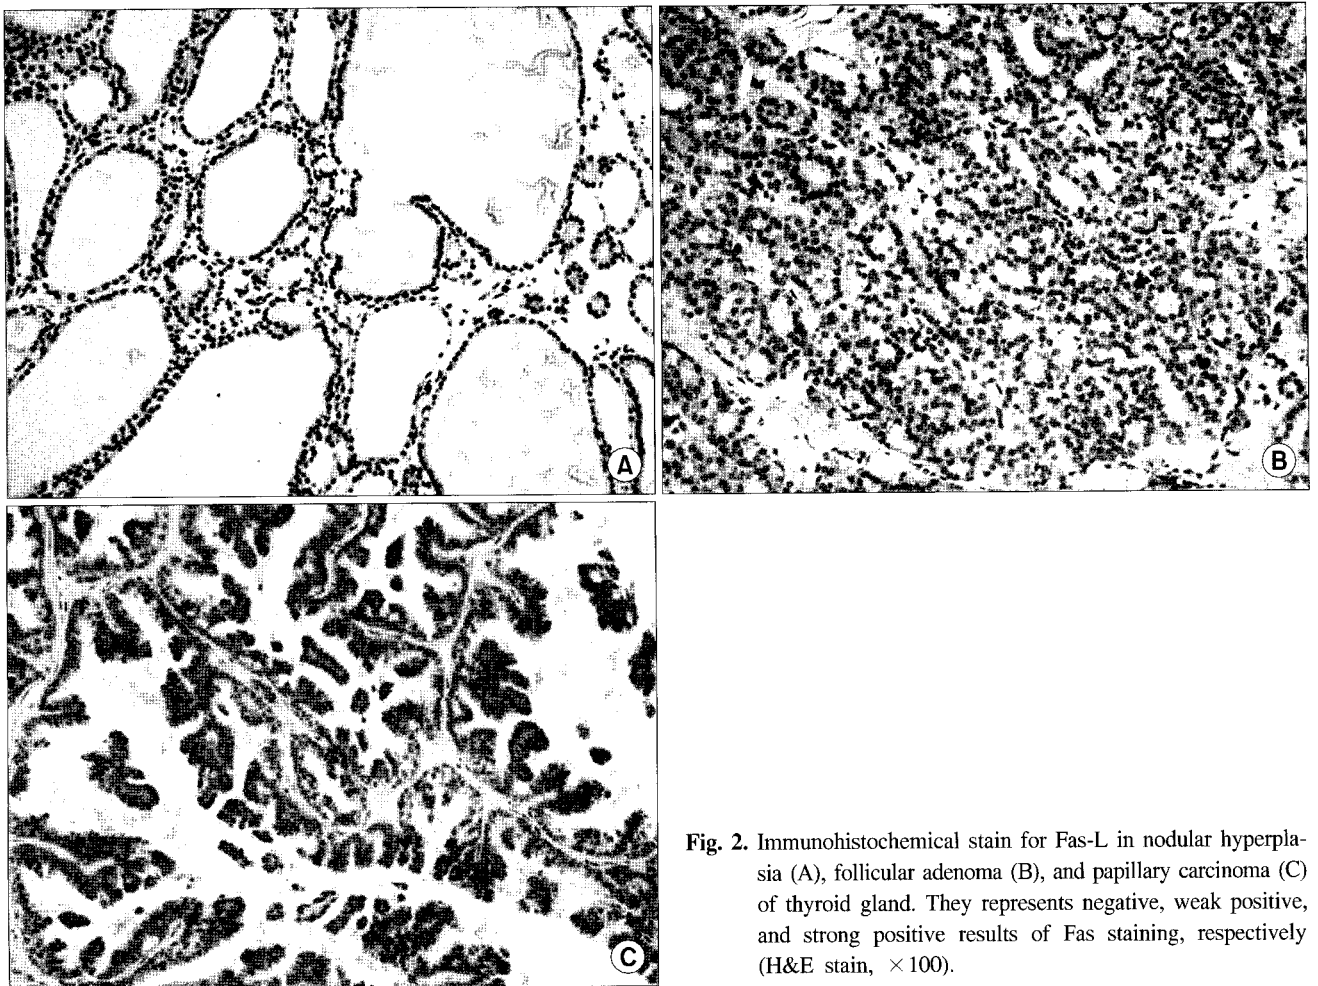 A
B
C
Fig. 2. Immunohistochemical stain for Fas-L in nodular hyperpla-
sia (A), follicular adenoma (B), and papillary carcinoma (C)
of thyroid gland. They represents negative, weak positive,
and strong positive results of Fas staining, respectively
(H&E stain, ×100).